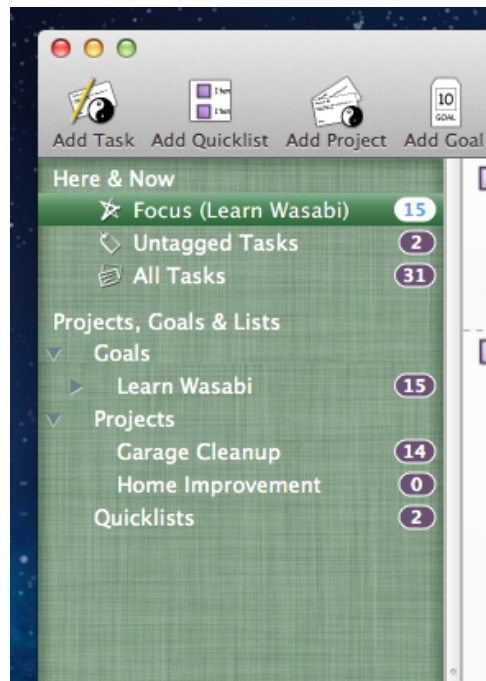 Item
Item
10
GOAL
Add Task Add Quicklist Add Project Add Goal
Here & Now
Focus (Learn Wasabi) 15
Untagged Tasks 2
All Tasks 31
Projects, Goals & Lists
Goals
Learn Wasabi 15
Projects
Garage Cleanup 14
Home Improvement 0
Quicklists 2